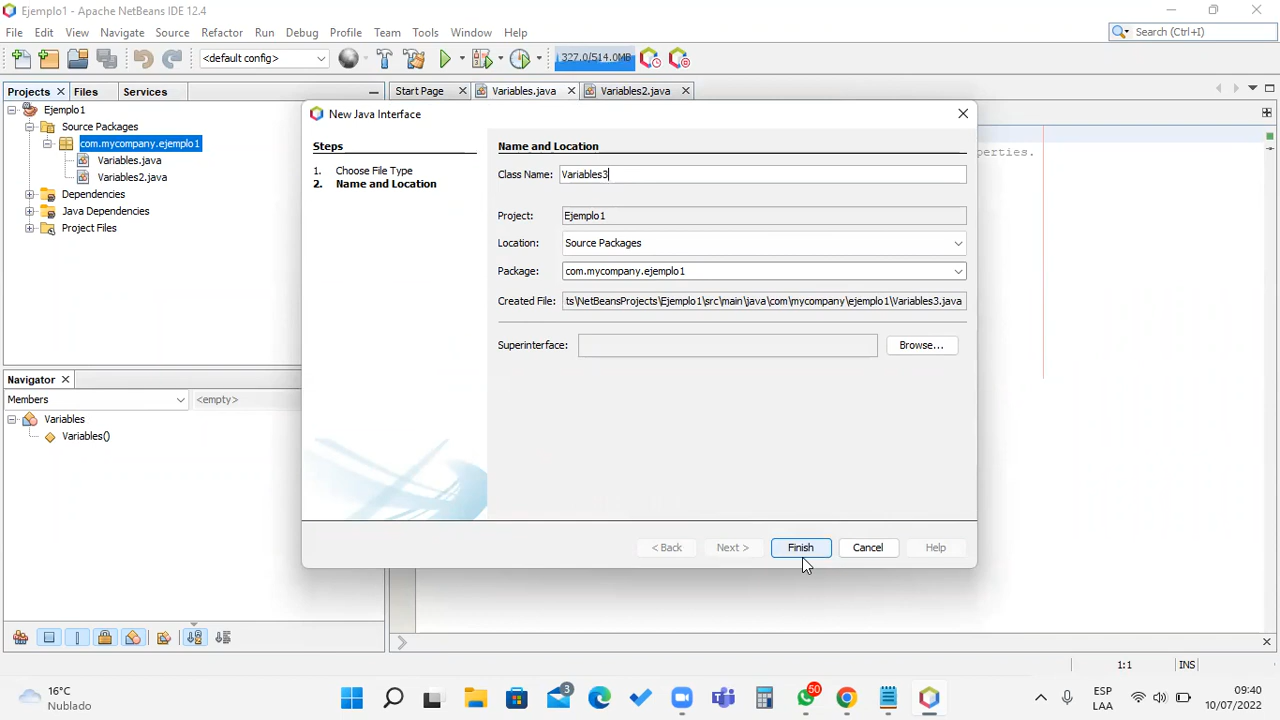 Ejemplo1 - Apache NetBeans IDE 12.4
File Edit View Navigate Source Refactor Run Debug Profile Team Tools Window Help
Search (Ctrl+I)
<default config>
327.0/514.0MB
Projects Files Services
Start Page Variables.java Variables2.java
Ejemplo1
Source Packages
com.mycompany.ejemplo1
Variables.java
Variables2.java
Dependencies
Java Dependencies
Project Files
New Java Interface
Steps
1. Choose File Type
2. Name and Location
Name and Location
Class Name: Variables3
Project: Ejemplo1
Location: Source Packages
Package: com.mycompany.ejemplo1
Created File: ts\NetBeansProjects\Ejemplo1\src\main\java\com\mycompany\ejemplo1\Variables3.java
Superinterface: Browse...
< Back Next > Finish Cancel Help
perties.
Navigator
Members <empty>
Variables
Variables()
1:1 INS
16°C
Nublado
3
60
ESP
LAA
09:40
10/07/2022